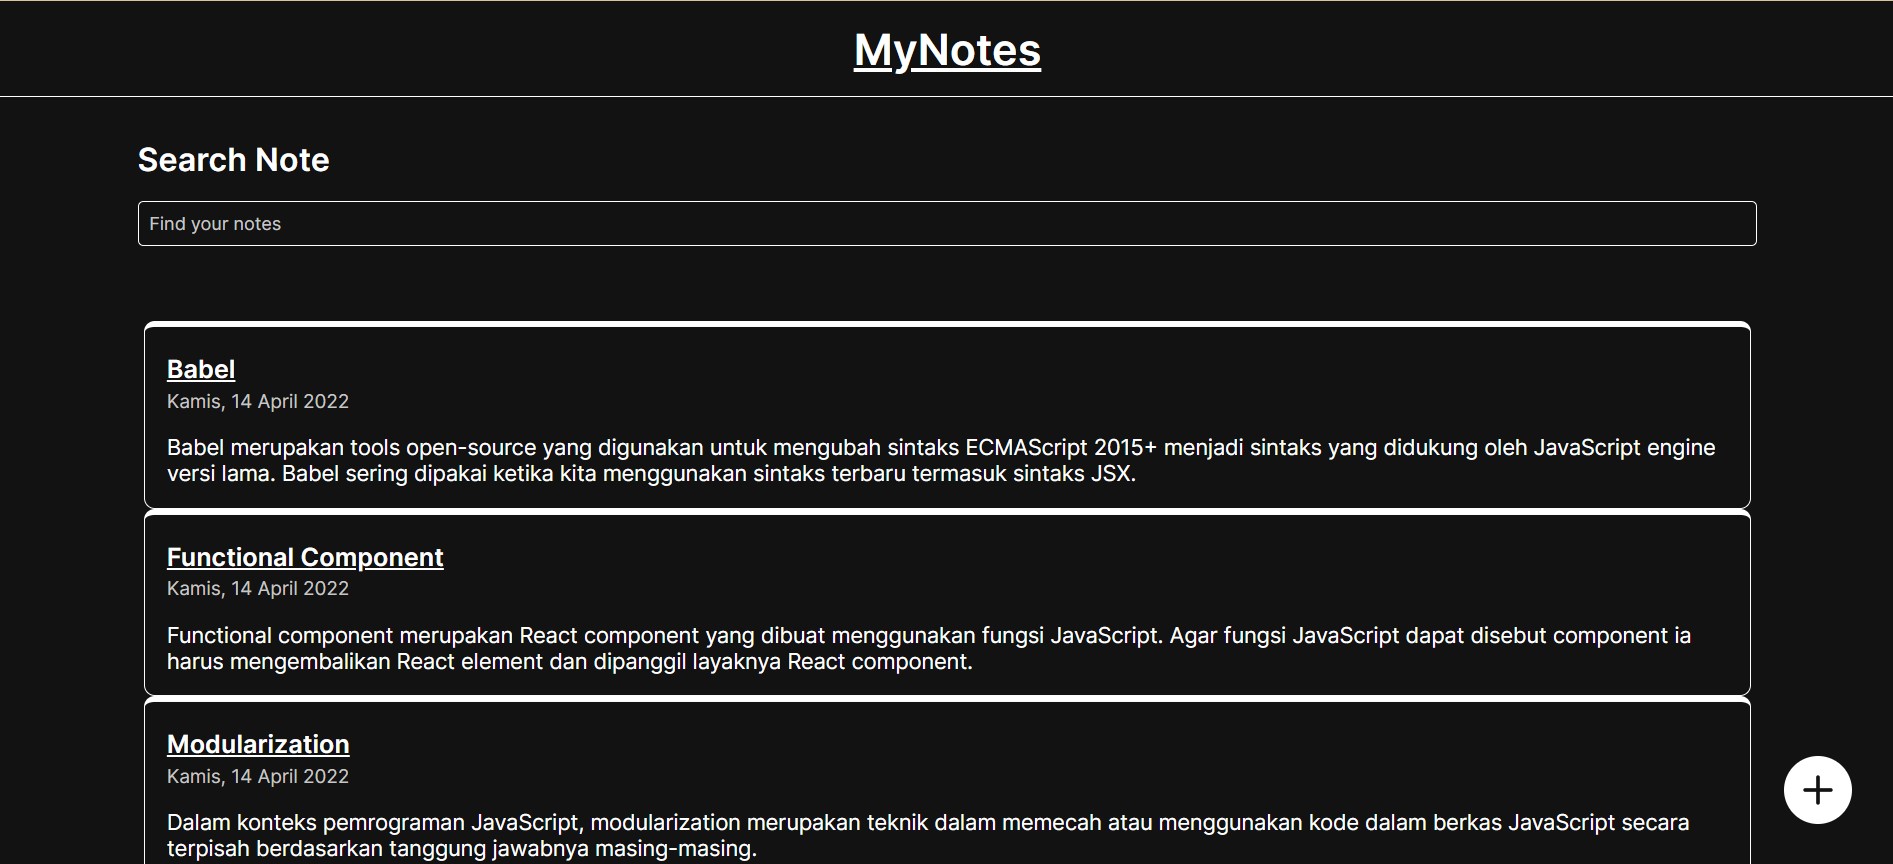 MyNotes
Search Note
Find your notes
Babel
Kamis, 14 April 2022
Babel merupakan tools open-source yang digunakan untuk mengubah sintaks ECMAScript 2015+ menjadi sintaks yang didukung oleh JavaScript engine
versi lama. Babel sering dipakai ketika kita menggunakan sintaks terbaru termasuk sintaks JSX.
Functional Component
Kamis, 14 April 2022
Functional component merupakan React component yang dibuat menggunakan fungsi JavaScript. Agar fungsi JavaScript dapat disebut component ia
harus mengembalikan React element dan dipanggil layaknya React component.
Modularization
Kamis, 14 April 2022
Dalam konteks pemrograman JavaScript, modularization merupakan teknik dalam memecah atau menggunakan kode dalam berkas JavaScript secara
terpisah berdasarkan tanggung jawabnya masing-masing.